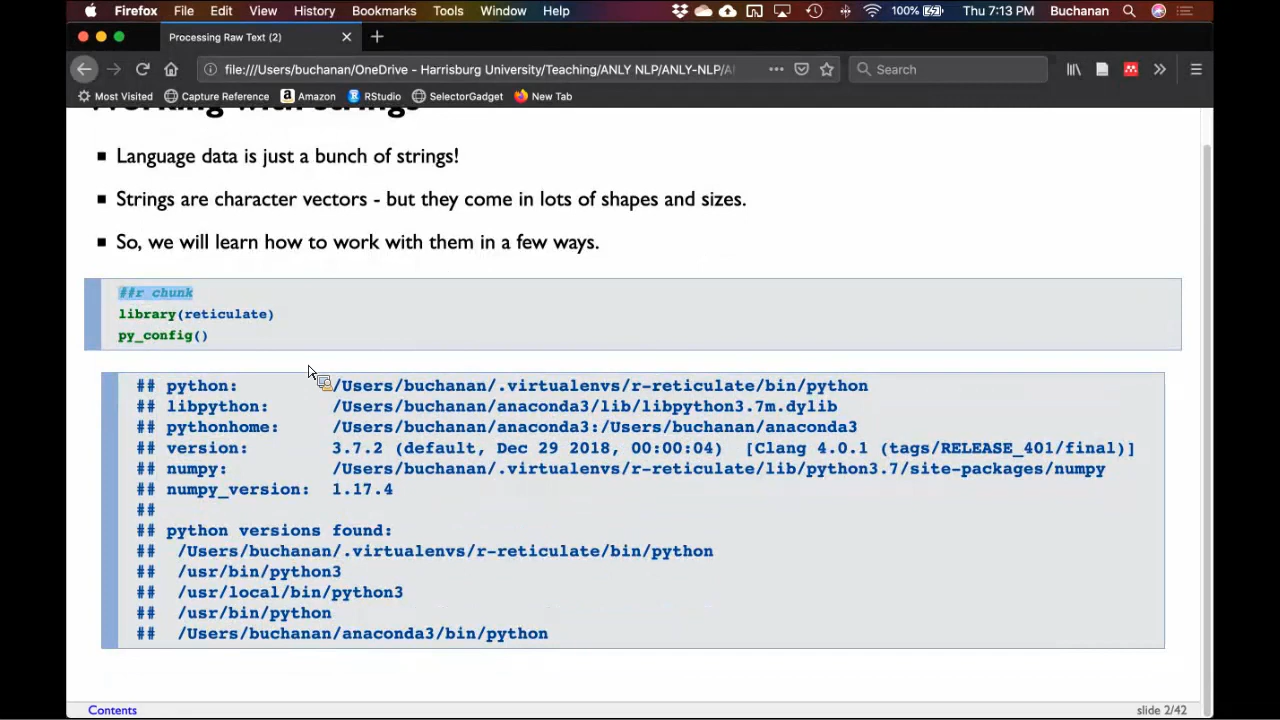 Firefox File Edit View History Bookmarks Tools Window Help 100% Thu 7:13 PM Buchanan
Processing Raw Text (2)
file:///Users/buchanan/OneDrive - Harrisburg University/Teaching/ANLY NLP/ANLY-NLP/ Search
Most Visited Capture Reference Amazon RStudio SelectorGadget New Tab
Working with Strings
Language data is just a bunch of strings!
Strings are character vectors - but they come in lots of shapes and sizes.
So, we will learn how to work with them in a few ways.
##r chunk
library(reticulate)
py_config()
## python: /Users/buchanan/.virtualenvs/r-reticulate/bin/python
## libpython: /Users/buchanan/anaconda3/lib/libpython3.7m.dylib
## pythonhome: /Users/buchanan/anaconda3:/Users/buchanan/anaconda3
## version: 3.7.2 (default, Dec 29 2018, 00:00:04) [Clang 4.0.1 (tags/RELEASE_401/final)]
## numpy: /Users/buchanan/.virtualenvs/r-reticulate/lib/python3.7/site-packages/numpy
## numpy_version: 1.17.4
##
## python versions found:
## /Users/buchanan/.virtualenvs/r-reticulate/bin/python
## /usr/bin/python3
## /usr/local/bin/python3
## /usr/bin/python
## /Users/buchanan/anaconda3/bin/python
Contents slide 2/42